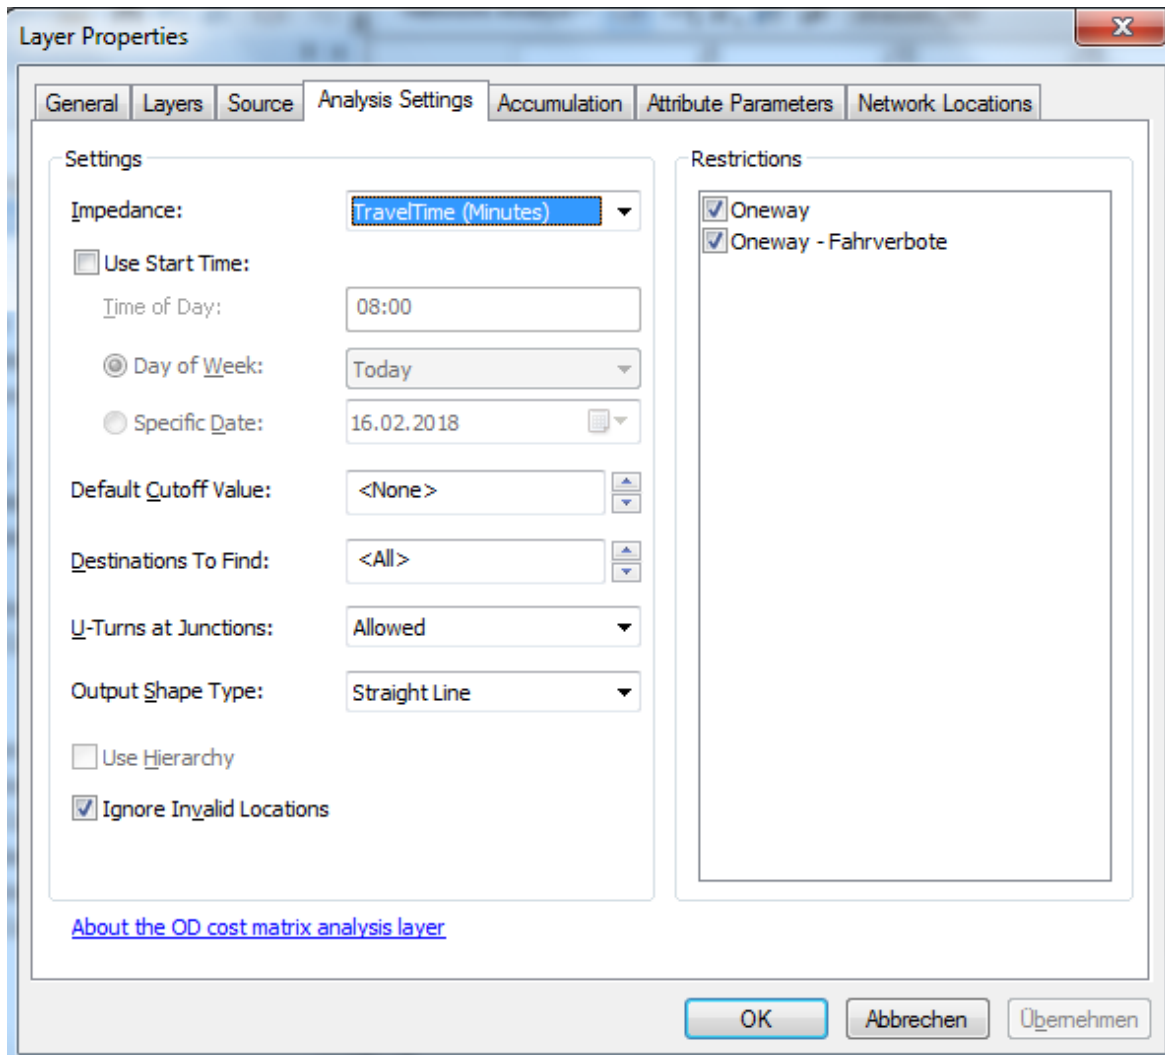 Layer Properties
General Layers Source Analysis Settings Accumulation Attribute Parameters Network Locations
Settings
Impedance: TravelTime (Minutes)
Use Start Time:
Time of Day: 08:00
Day of Week: Today
Specific Date: 16.02.2018
Default Cutoff Value: <None>
Destinations To Find: <All>
U-Turns at Junctions: Allowed
Output Shape Type: Straight Line
Use Hierarchy
Ignore Invalid Locations
Restrictions
Oneway
Oneway - Fahrverbote
About the OD cost matrix analysis layer
OK Abbrechen Übernehmen